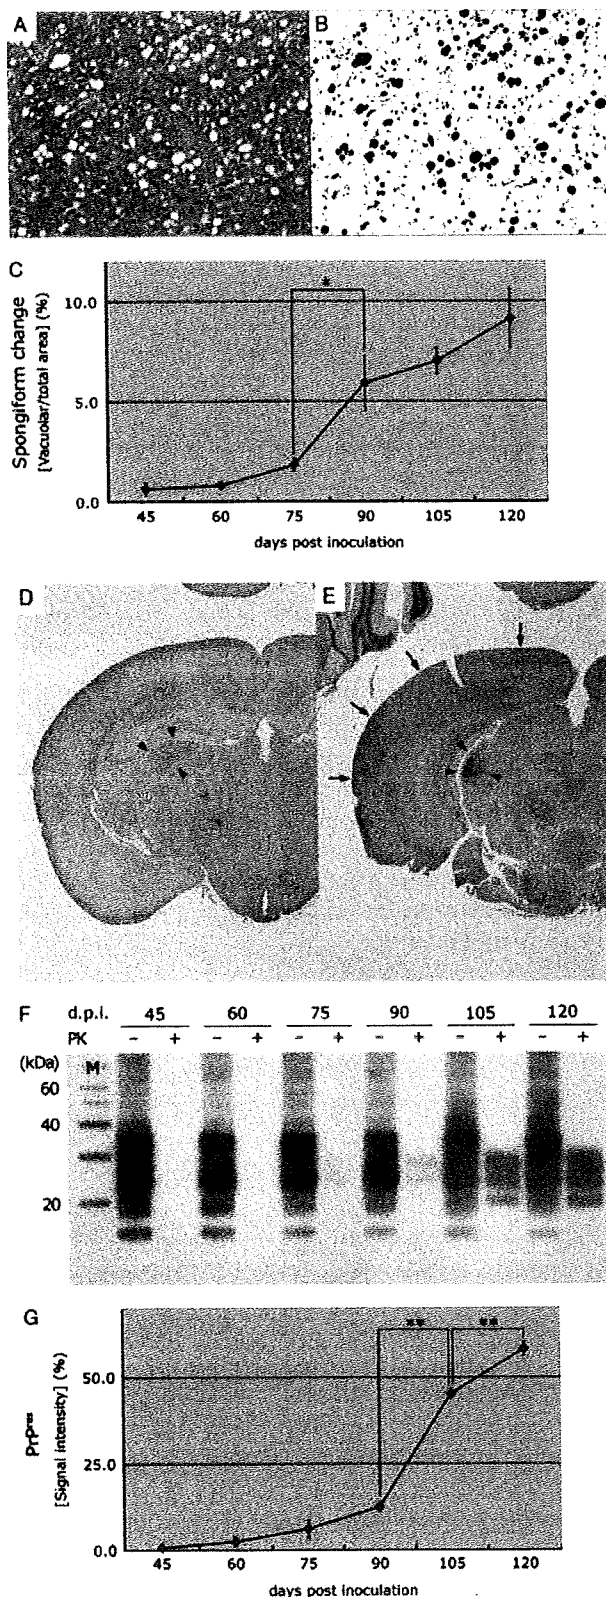 A
B
C
Spongiform change
[Vacuolar/total area] (%)
10.0
*
5.0
0.0
45 60 75 90 105 120
days post inoculation
D
E
F
d.p.i. 45 60 75 90 105 120
PK - + - + - + - + - + - +
(kDa) M
60
40
20
G
PrPres
[Signal intensity] (%)
** **
50.0
25.0
0.0
45 60 75 90 105 120
days post inoculation